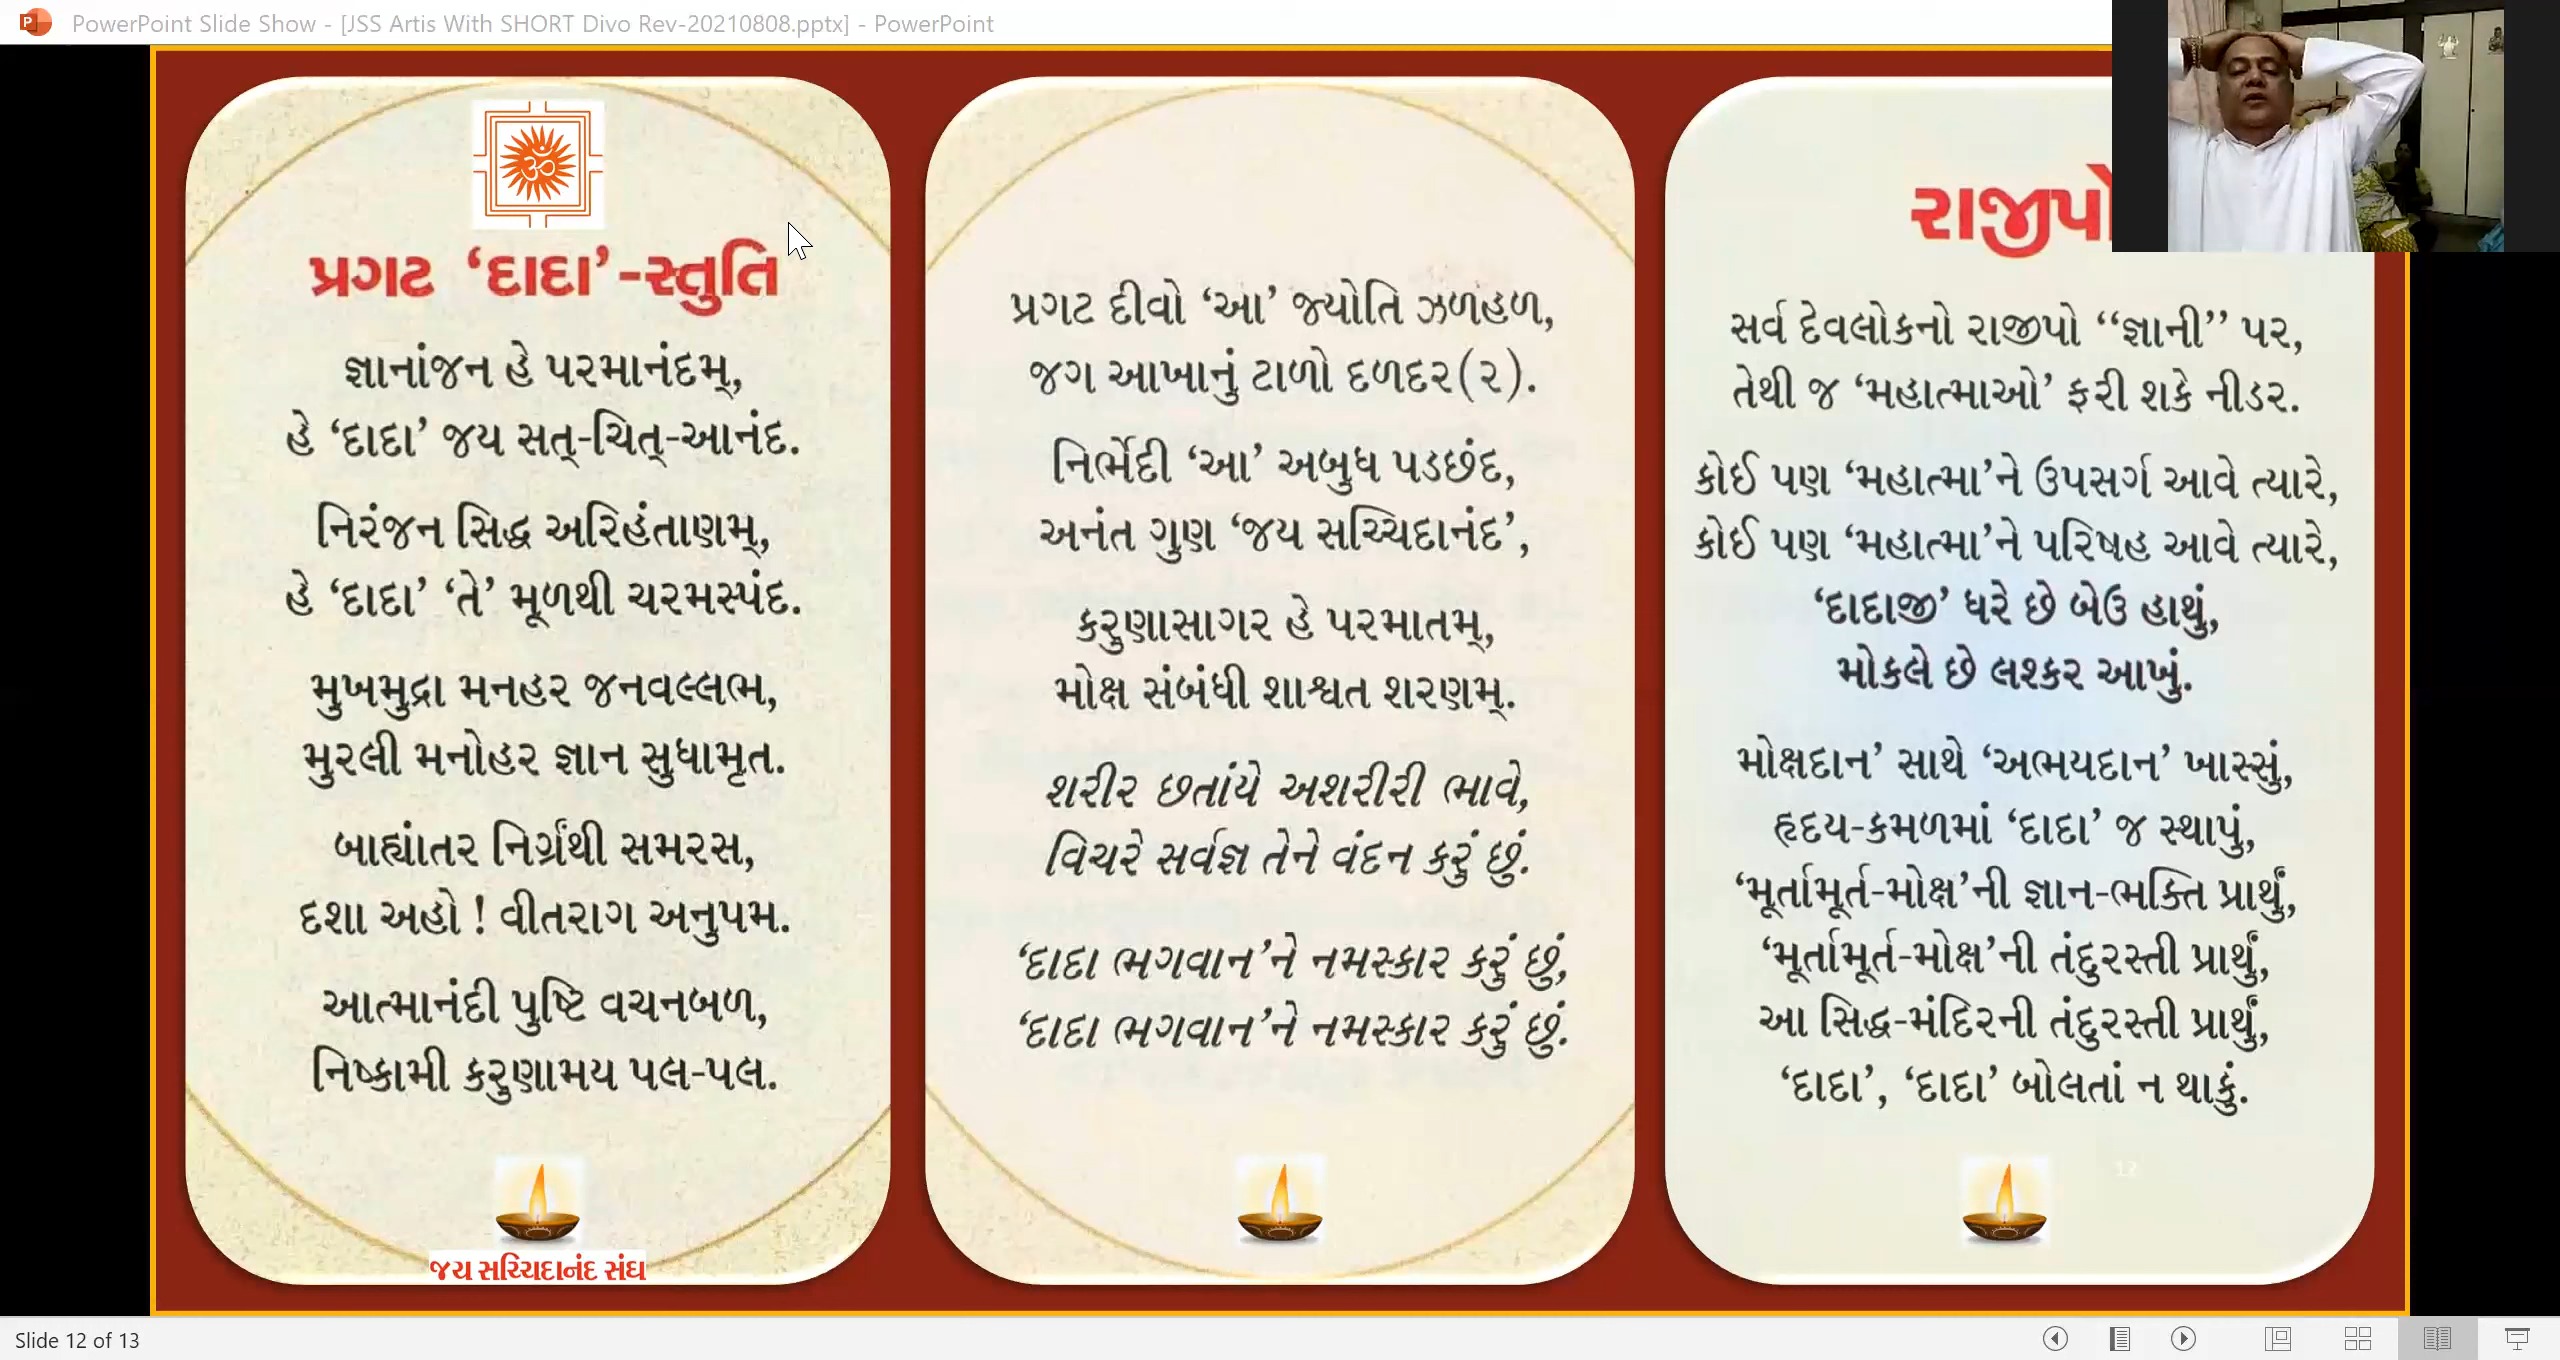 PowerPoint Slide Show - [JSS Artis With SHORT Divo Rev-20210808.pptx] - PowerPoint
પ્રગટ ‘દાદા’-સ્તુતિ
જ્ઞાનાંજન હે પરમાનંદમ્,
હે ‘દાદા’ જય સત્-ચિત્-આનંદ.
નિરંજન સિદ્ધ અરિહંતાણમ્,
હે ‘દાદા’ ‘તે’ મૂળથી ચરમસ્પંદ.
મુખમુદ્રા મનહર જનવલ્લભ,
મુરલી મનોહર જ્ઞાન સુધામૃત.
બાહ્યાંતર નિર્ગ્રંથી સમરસ,
દશા અહો ! વીતરાગ અનુપમ.
આત્માનંદી પુષ્ટિ વચનબળ,
નિષ્કામી કરુણામય પલ-પલ.
જય સચ્ચિદાનંદ સંઘ
પ્રગટ દીવો ‘આ’ જ્યોતિ ઝળહળ,
જગ આખાનું ટાળો દળદર(૨).
નિર્ભેદી ‘આ’ અબુધ પડછંદ,
અનંત ગુણ ‘જય સચ્ચિદાનંદ’,
કરુણાસાગર હે પરમાતમ્,
મોક્ષ સંબંધી શાશ્વત શરણમ્.
શરીર છતાંયે અશરીરી ભાવે,
વિચરે સર્વજ્ઞ તેને વંદન કરું છું.
‘દાદા ભગવાન’ને નમસ્કાર કરું છું,
‘દાદા ભગવાન’ને નમસ્કાર કરું છું.
રાજીપો
સર્વ દેવલોકનો રાજીપો “જ્ઞાની” પર,
તેથી જ ‘મહાત્માઓ’ ફરી શકે નીડર.
કોઈ પણ ‘મહાત્મા’ને ઉપસર્ગ આવે ત્યારે,
કોઈ પણ ‘મહાત્મા’ને પરિષહ આવે ત્યારે,
‘દાદાજી’ ધરે છે બેઉ હાથું,
મોકલે છે લશ્કર આખું.
મોક્ષદાન’ સાથે ‘અભયદાન’ ખાસ્સું,
હૃદય-કમળમાં ‘દાદા’ જ સ્થાપું,
‘મૂર્તામૂર્ત-મોક્ષ’ની જ્ઞાન-ભક્તિ પ્રાર્થું,
‘મૂર્તામૂર્ત-મોક્ષ’ની તંદુરસ્તી પ્રાર્થું,
આ સિદ્ધ-મંદિરની તંદુરસ્તી પ્રાર્થું,
‘દાદા’, ‘દાદા’ બોલતાં ન થાકું.
12
Slide 12 of 13